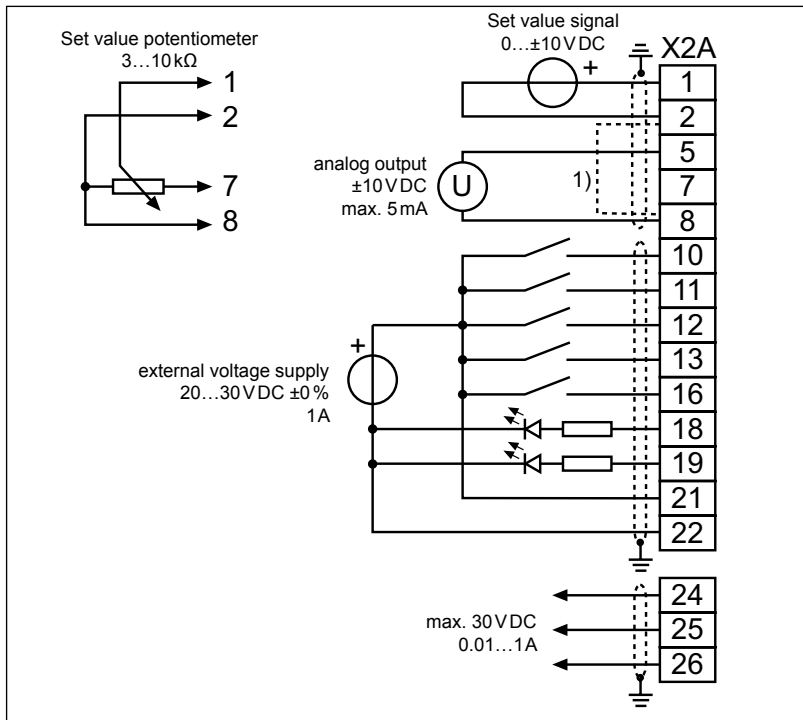 Set value potentiometer
3…10 kΩ
1
2
7
8
Set value signal
0…±10 V DC
+
X2A
1
2
5
7
8
10
11
12
13
16
18
19
21
22
24
25
26
analog output
±10 V DC
max. 5 mA
U
1)
+
external voltage supply
20…30 V DC ±0 %
1 A
max. 30 V DC
0.01…1 A